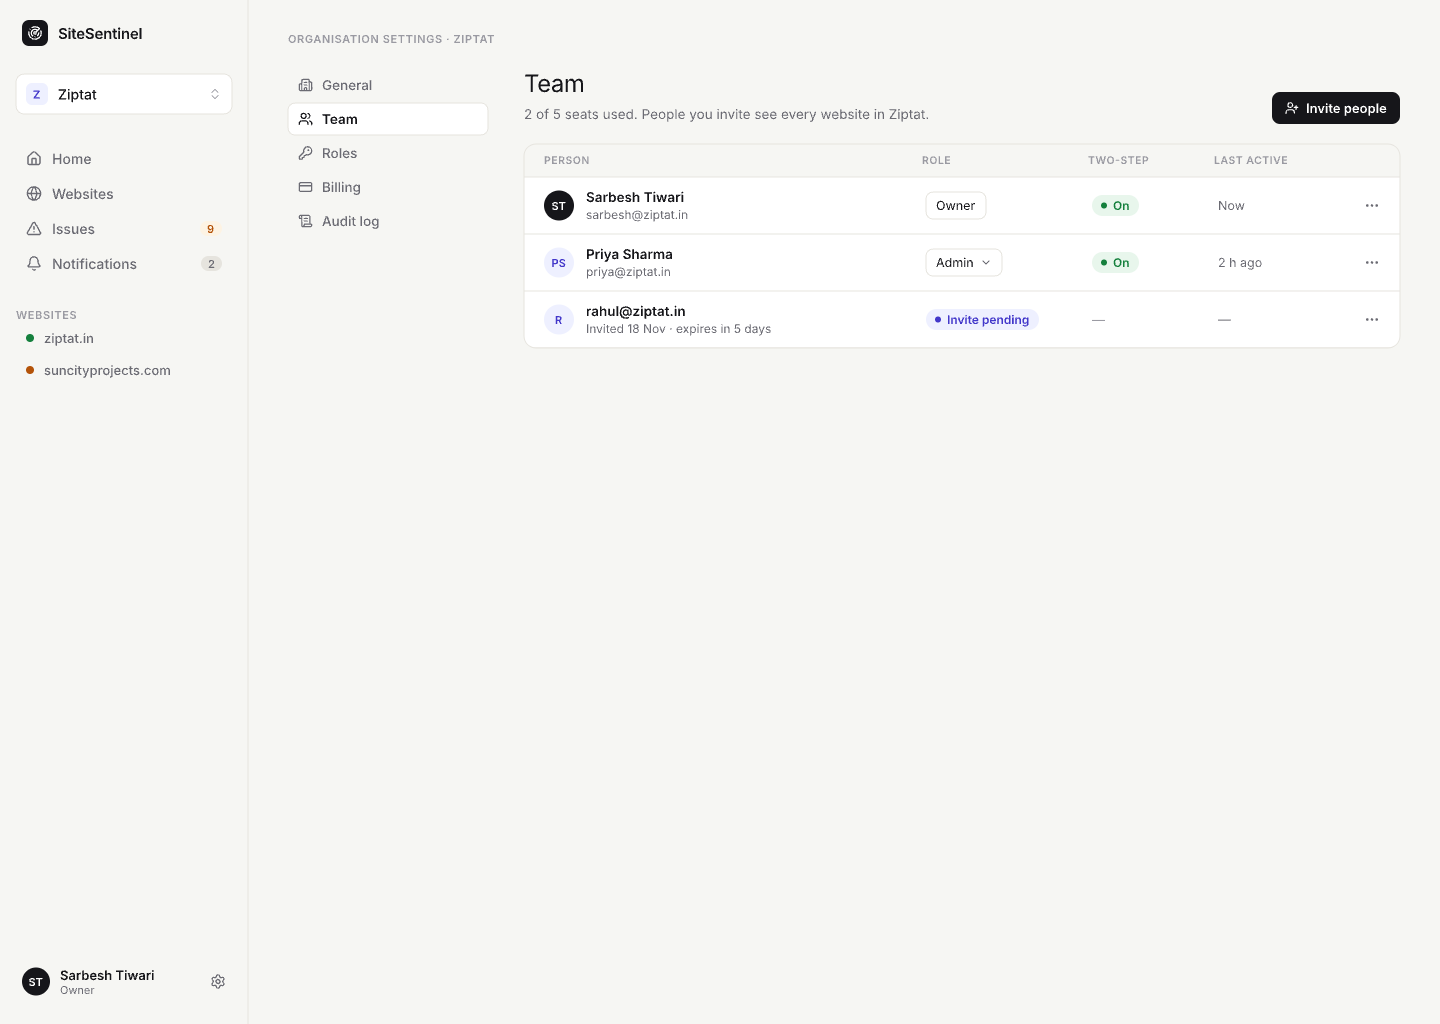 SiteSentinel
Z Ziptat
Home
Websites
Issues 9
Notifications 2
WEBSITES
ziptat.in
suncityprojects.com
ST Sarbesh Tiwari
Owner
ORGANISATION SETTINGS · ZIPTAT
General
Team
Roles
Billing
Audit log
Team
2 of 5 seats used. People you invite see every website in Ziptat.
Invite people
PERSON ROLE TWO-STEP LAST ACTIVE
ST Sarbesh Tiwari Owner On Now
sarbesh@ziptat.in
PS Priya Sharma Admin On 2 h ago
priya@ziptat.in
R rahul@ziptat.in Invite pending — —
Invited 18 Nov · expires in 5 days